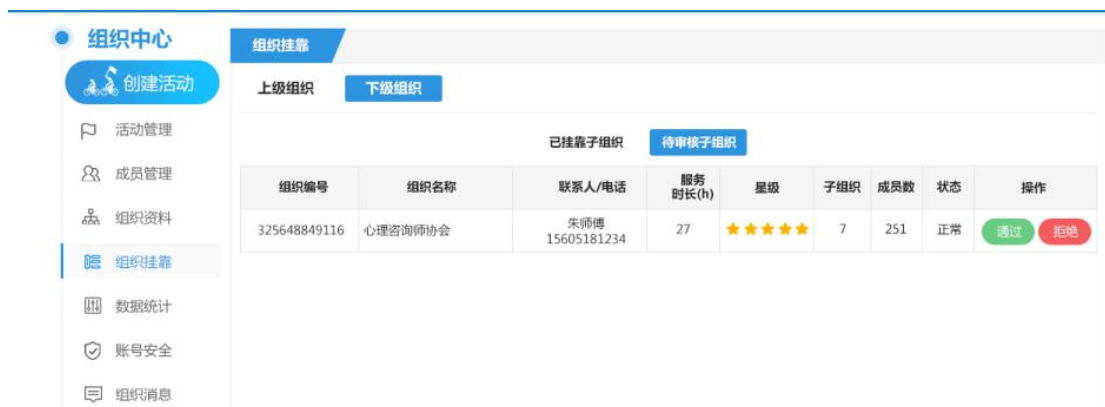 组织中心
创建活动
活动管理
成员管理
组织资料
组织挂靠
数据统计
账号安全
组织消息
组织挂靠
上级组织 下级组织
已挂靠子组织 待审核子组织
组织编号 组织名称 联系人/电话 服务时长(h) 星级 子组织 成员数 状态 操作
325648849116 心理咨询师协会 朱师傅 15605181234 27 7 251 正常 通过 拒绝